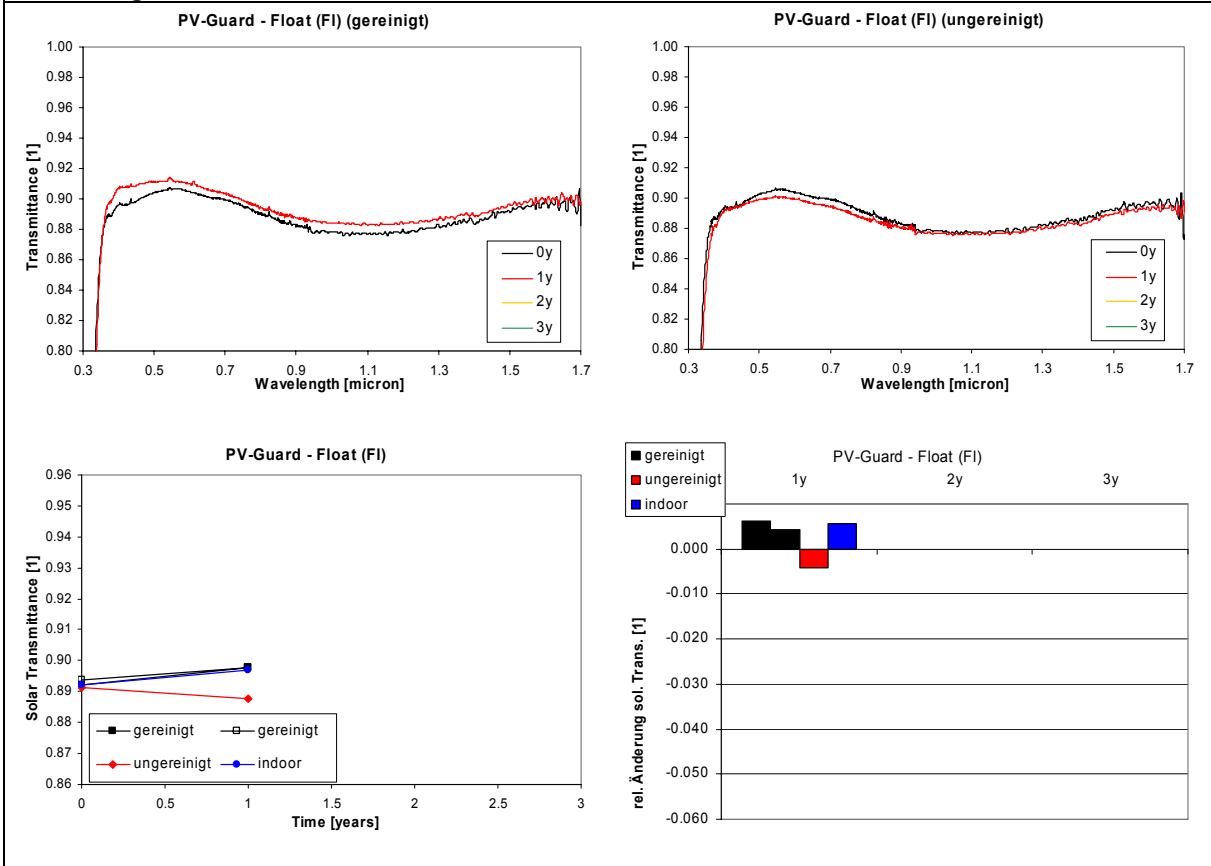 PV-Guard - Float (Fl) (gereinigt)
Transmittance [1]
1.00
0.98
0.96
0.94
0.92
0.90
0.88
0.86
0.84
0.82
0.80
0.3
0.5
0.7
0.9
1.1
1.3
1.5
1.7
Wavelength [micron]
0y
1y
2y
3y
PV-Guard - Float (Fl) (ungereinigt)
Transmittance [1]
1.00
0.98
0.96
0.94
0.92
0.90
0.88
0.86
0.84
0.82
0.80
0.3
0.5
0.7
0.9
1.1
1.3
1.5
1.7
Wavelength [micron]
0y
1y
2y
3y
PV-Guard - Float (Fl)
Solar Transmittance [1]
0.96
0.95
0.94
0.93
0.92
0.91
0.90
0.89
0.88
0.87
0.86
0
0.5
1
1.5
2
2.5
3
Time [years]
gereinigt
gereinigt
ungereinigt
indoor
gereinigt
ungereinigt
indoor
PV-Guard - Float (Fl)
1y
2y
3y
rel. Änderung sol. Trans. [1]
0.000
-0.010
-0.020
-0.030
-0.040
-0.050
-0.060